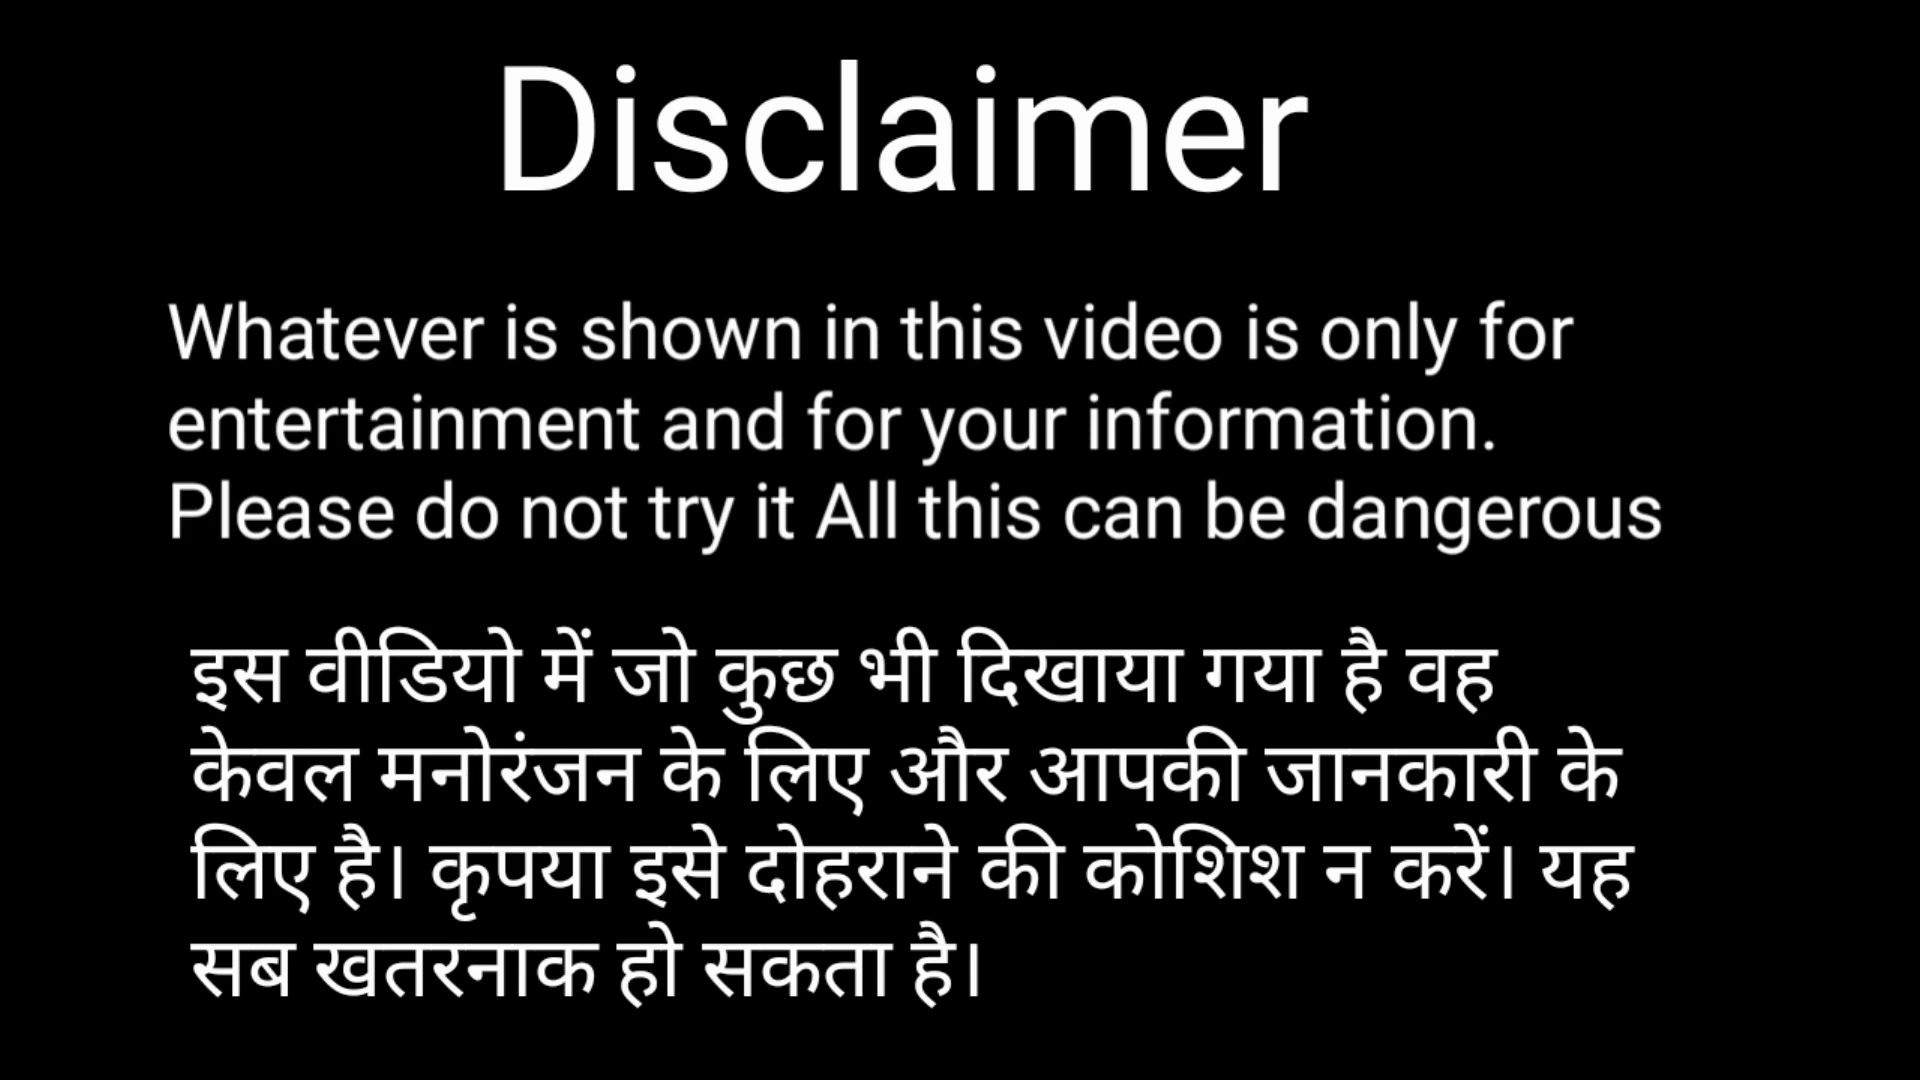 Disclaimer
Whatever is shown in this video is only for
entertainment and for your information.
Please do not try it All this can be dangerous
इस वीडियो में जो कुछ भी दिखाया गया है वह
केवल मनोरंजन के लिए और आपकी जानकारी के
लिए है। कृपया इसे दोहराने की कोशिश न करें। यह
सब खतरनाक हो सकता है।